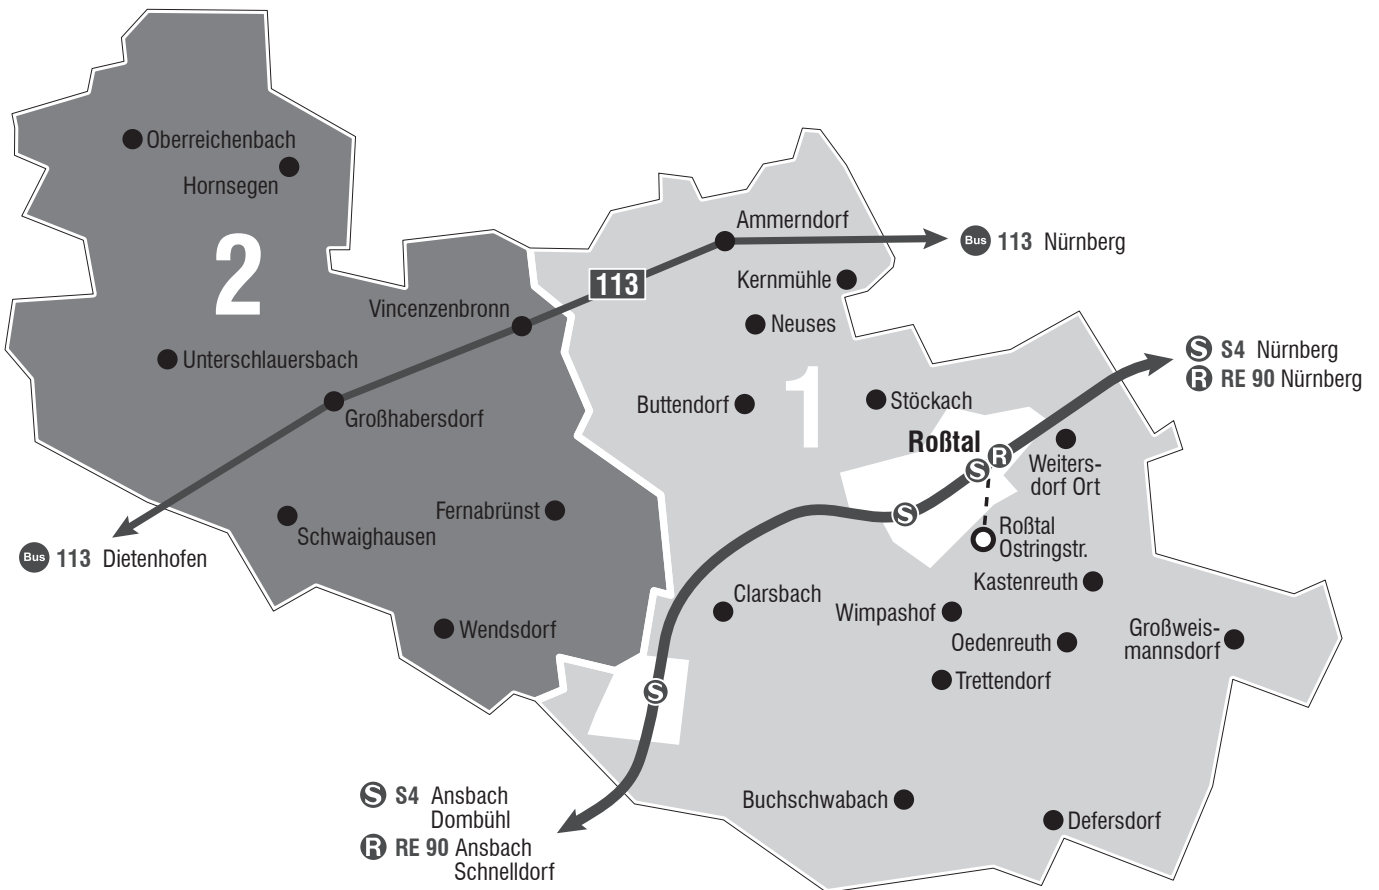 Oberreichenbach
Hornsegen
2
Ammerndorf
Bus 113 Nürnberg
113
Kernmühle
Vincenzenbronn
Neuses
Unterschlauersbach
S S4 Nürnberg
R RE 90 Nürnberg
1
Großhabersdorf
Buttendorf
Stöckach
Roßtal
S R
Weiters-
dorf Ort
Fernabrünst
Schwaighausen
S
Roßtal
Ostringstr.
Bus 113 Dietenhofen
Kastenreuth
Clarsbach
Wimpashof
Wendsdorf
Oedenreuth
Großweis-
mannsdorf
Trettendorf
S
S S4 Ansbach
Dombühl
R RE 90 Ansbach
Schnelldorf
Buchschwabach
Defersdorf